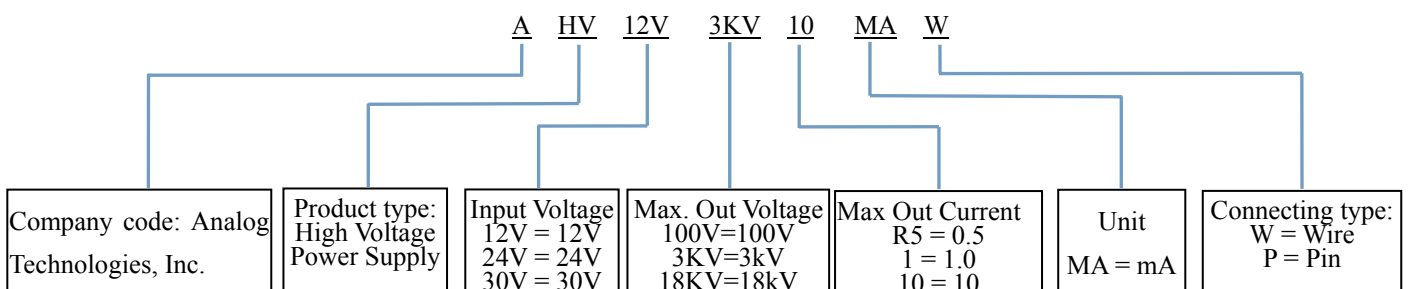 A HV 12V 3KV 10 MA W
Company code: Analog
Technologies, Inc.
Product type:
High Voltage
Power Supply
Input Voltage
12V = 12V
24V = 24V
30V = 30V
Max. Out Voltage
100V=100V
3KV=3kV
18KV=18kV
Max Out Current
R5 = 0.5
1 = 1.0
10 = 10
Unit
MA = mA
Connecting type:
W = Wire
P = Pin